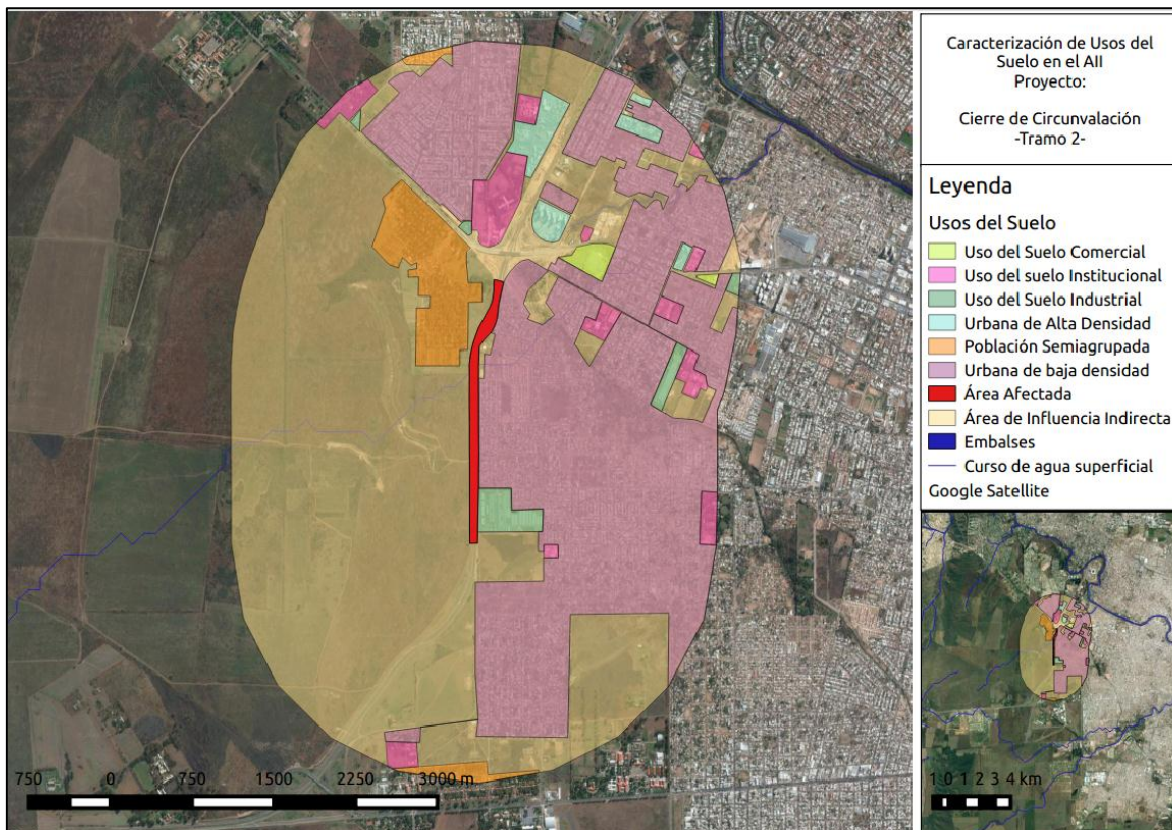 Caracterización de Usos del
Suelo en el AII
Proyecto:
Cierre de Circunvalación
-Tramo 2-
Leyenda
Usos del Suelo
Uso del Suelo Comercial
Uso del suelo Institucional
Uso del Suelo Industrial
Urbana de Alta Densidad
Población Semiagrupada
Urbana de baja densidad
Área Afectada
Área de Influencia Indirecta
Embalses
Curso de agua superficial
Google Satellite
750 0 750 1500 2250 3000 m
1 0 1 2 3 4 km